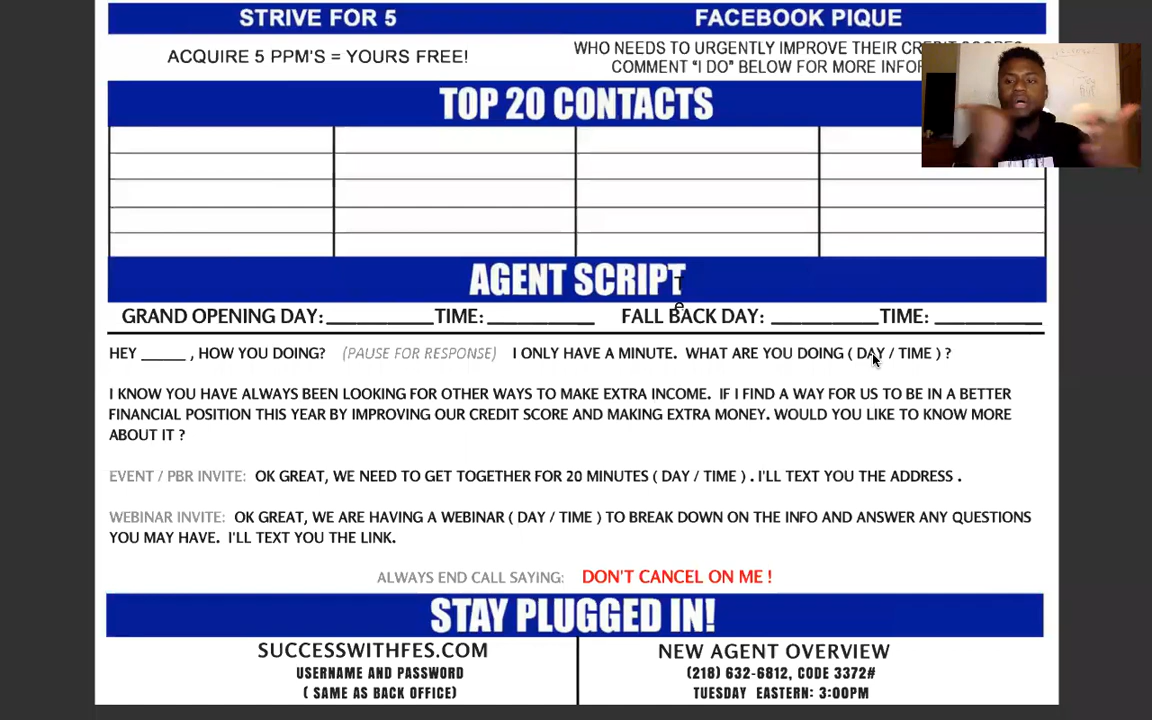 STRIVE FOR 5
FACEBOOK PIQUE
ACQUIRE 5 PPM'S = YOURS FREE!
WHO NEEDS TO URGENTLY IMPROVE THEIR CREDIT SCORES
COMMENT “I DO” BELOW FOR MORE INFOR
TOP 20 CONTACTS
AGENT SCRIPT
Te
GRAND OPENING DAY:__________TIME: __________ FALL BACK DAY: __________TIME: __________
HEY _____ , HOW YOU DOING? (PAUSE FOR RESPONSE) I ONLY HAVE A MINUTE. WHAT ARE YOU DOING ( DAY / TIME ) ?
I KNOW YOU HAVE ALWAYS BEEN LOOKING FOR OTHER WAYS TO MAKE EXTRA INCOME. IF I FIND A WAY FOR US TO BE IN A BETTER
FINANCIAL POSITION THIS YEAR BY IMPROVING OUR CREDIT SCORE AND MAKING EXTRA MONEY. WOULD YOU LIKE TO KNOW MORE
ABOUT IT ?
EVENT / PBR INVITE: OK GREAT, WE NEED TO GET TOGETHER FOR 20 MINUTES ( DAY / TIME ) . I'LL TEXT YOU THE ADDRESS .
WEBINAR INVITE: OK GREAT, WE ARE HAVING A WEBINAR ( DAY / TIME ) TO BREAK DOWN ON THE INFO AND ANSWER ANY QUESTIONS
YOU MAY HAVE. I'LL TEXT YOU THE LINK.
ALWAYS END CALL SAYING: DON'T CANCEL ON ME !
STAY PLUGGED IN!
SUCCESSWITHFES.COM
USERNAME AND PASSWORD
( SAME AS BACK OFFICE)
NEW AGENT OVERVIEW
(218) 632-6812, CODE 3372#
TUESDAY EASTERN: 3:00PM